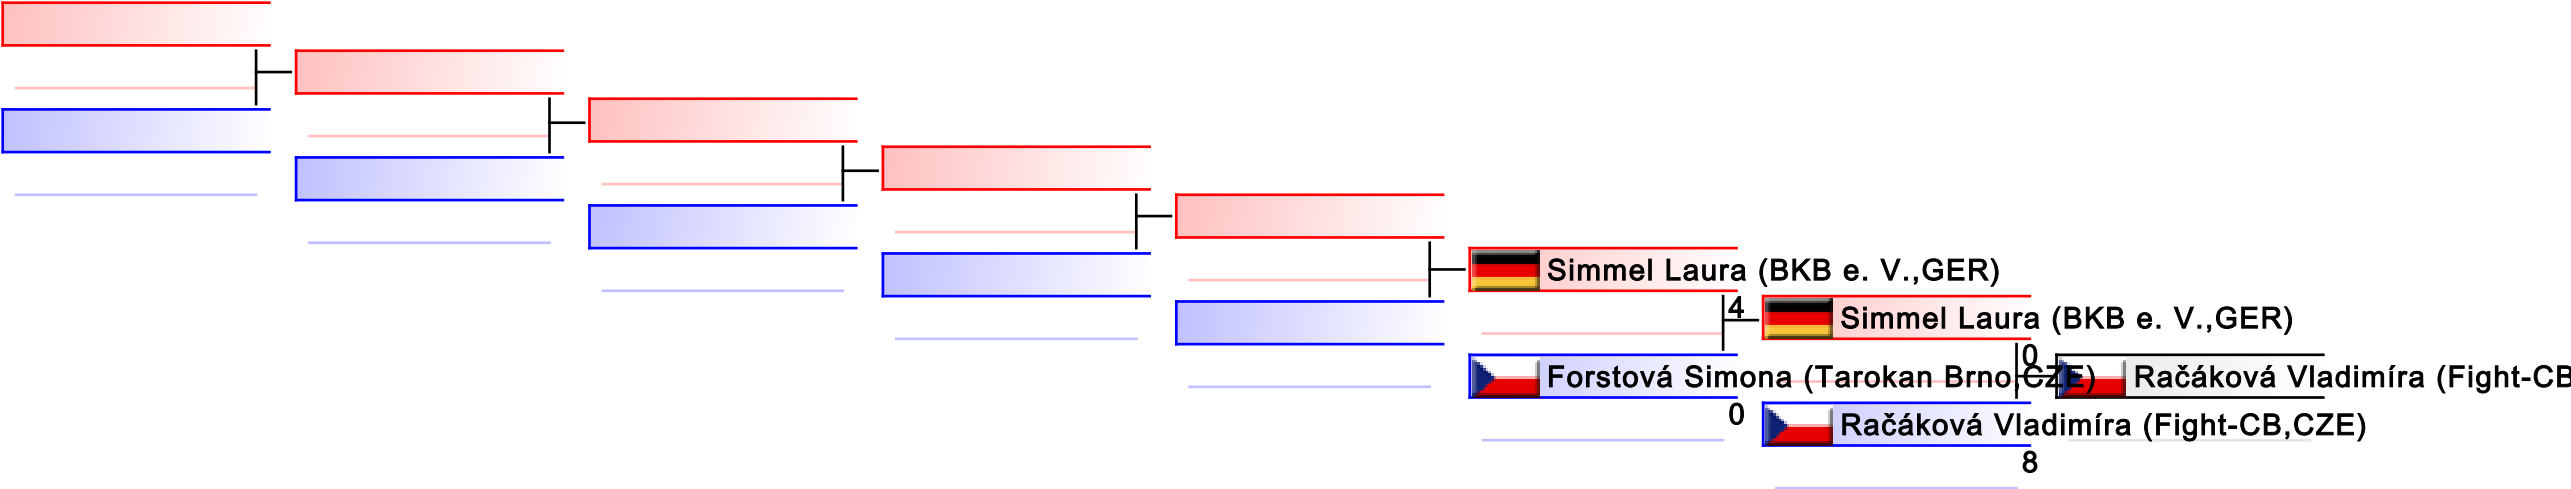 Simmel Laura (BKB e. V.,GER)
4
Simmel Laura (BKB e. V.,GER)
0
Forstová Simona (Tarokan Brno,CZE)
Račáková Vladimíra (Fight-CB
0
Račáková Vladimíra (Fight-CB,CZE)
8